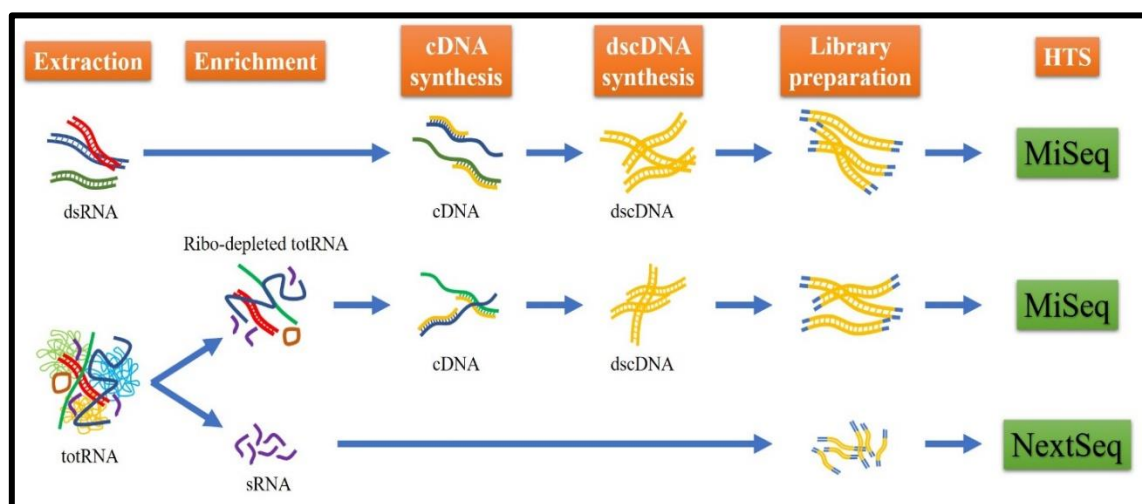 Extraction
Enrichment
cDNA
synthesis
dscDNA
synthesis
Library
preparation
HTS
dsRNA
cDNA
dscDNA
MiSeq
Ribo-depleted totRNA
cDNA
dscDNA
MiSeq
totRNA
sRNA
NextSeq